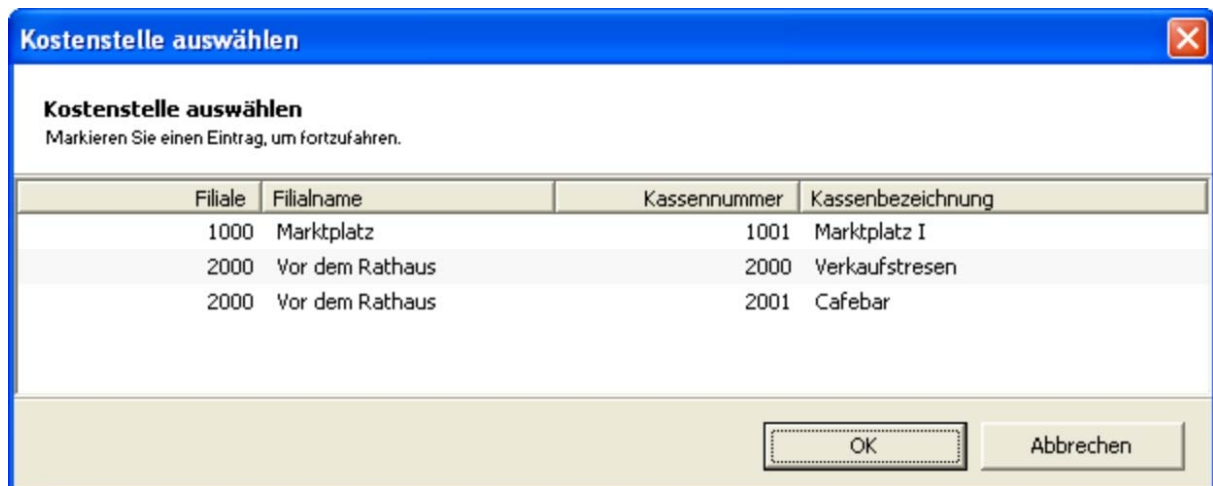 Kostenstelle auswählen
Kostenstelle auswählen
Markieren Sie einen Eintrag, um fortzufahren.
Filiale Filialname Kassennummer Kassenbezeichnung
1000 Marktplatz 1001 Marktplatz I
2000 Vor dem Rathaus 2000 Verkaufstresen
2000 Vor dem Rathaus 2001 Cafebar
OK Abbrechen